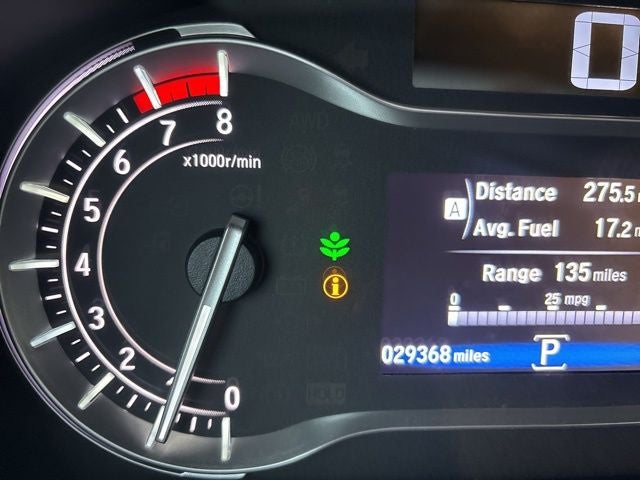 0
8
7
x1000r/min
6
5
4
3
2
0
A
Distance 275.5
Avg. Fuel 17.2
Range 135 miles
0 25 mpg
029368 miles P
i